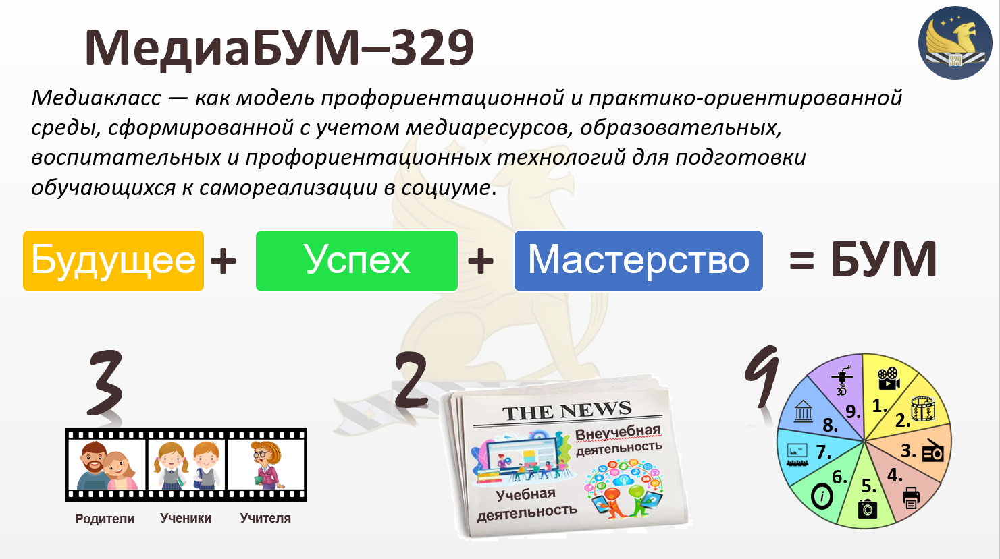 МедиаБУМ–329
329
Медиакласс — как модель профориентационной и практико-ориентированной
среды, сформированной с учетом медиаресурсов, образовательных,
воспитательных и профориентационных технологий для подготовки
обучающихся к самореализации в социуме.
Будущее + Успех + Мастерство = БУМ
3
Родители Ученики Учителя
2
THE NEWS
Внеучебная
деятельность
Учебная
деятельность
9
1.
2.
3.
4.
5.
6.
i
7.
8.
9.
3D